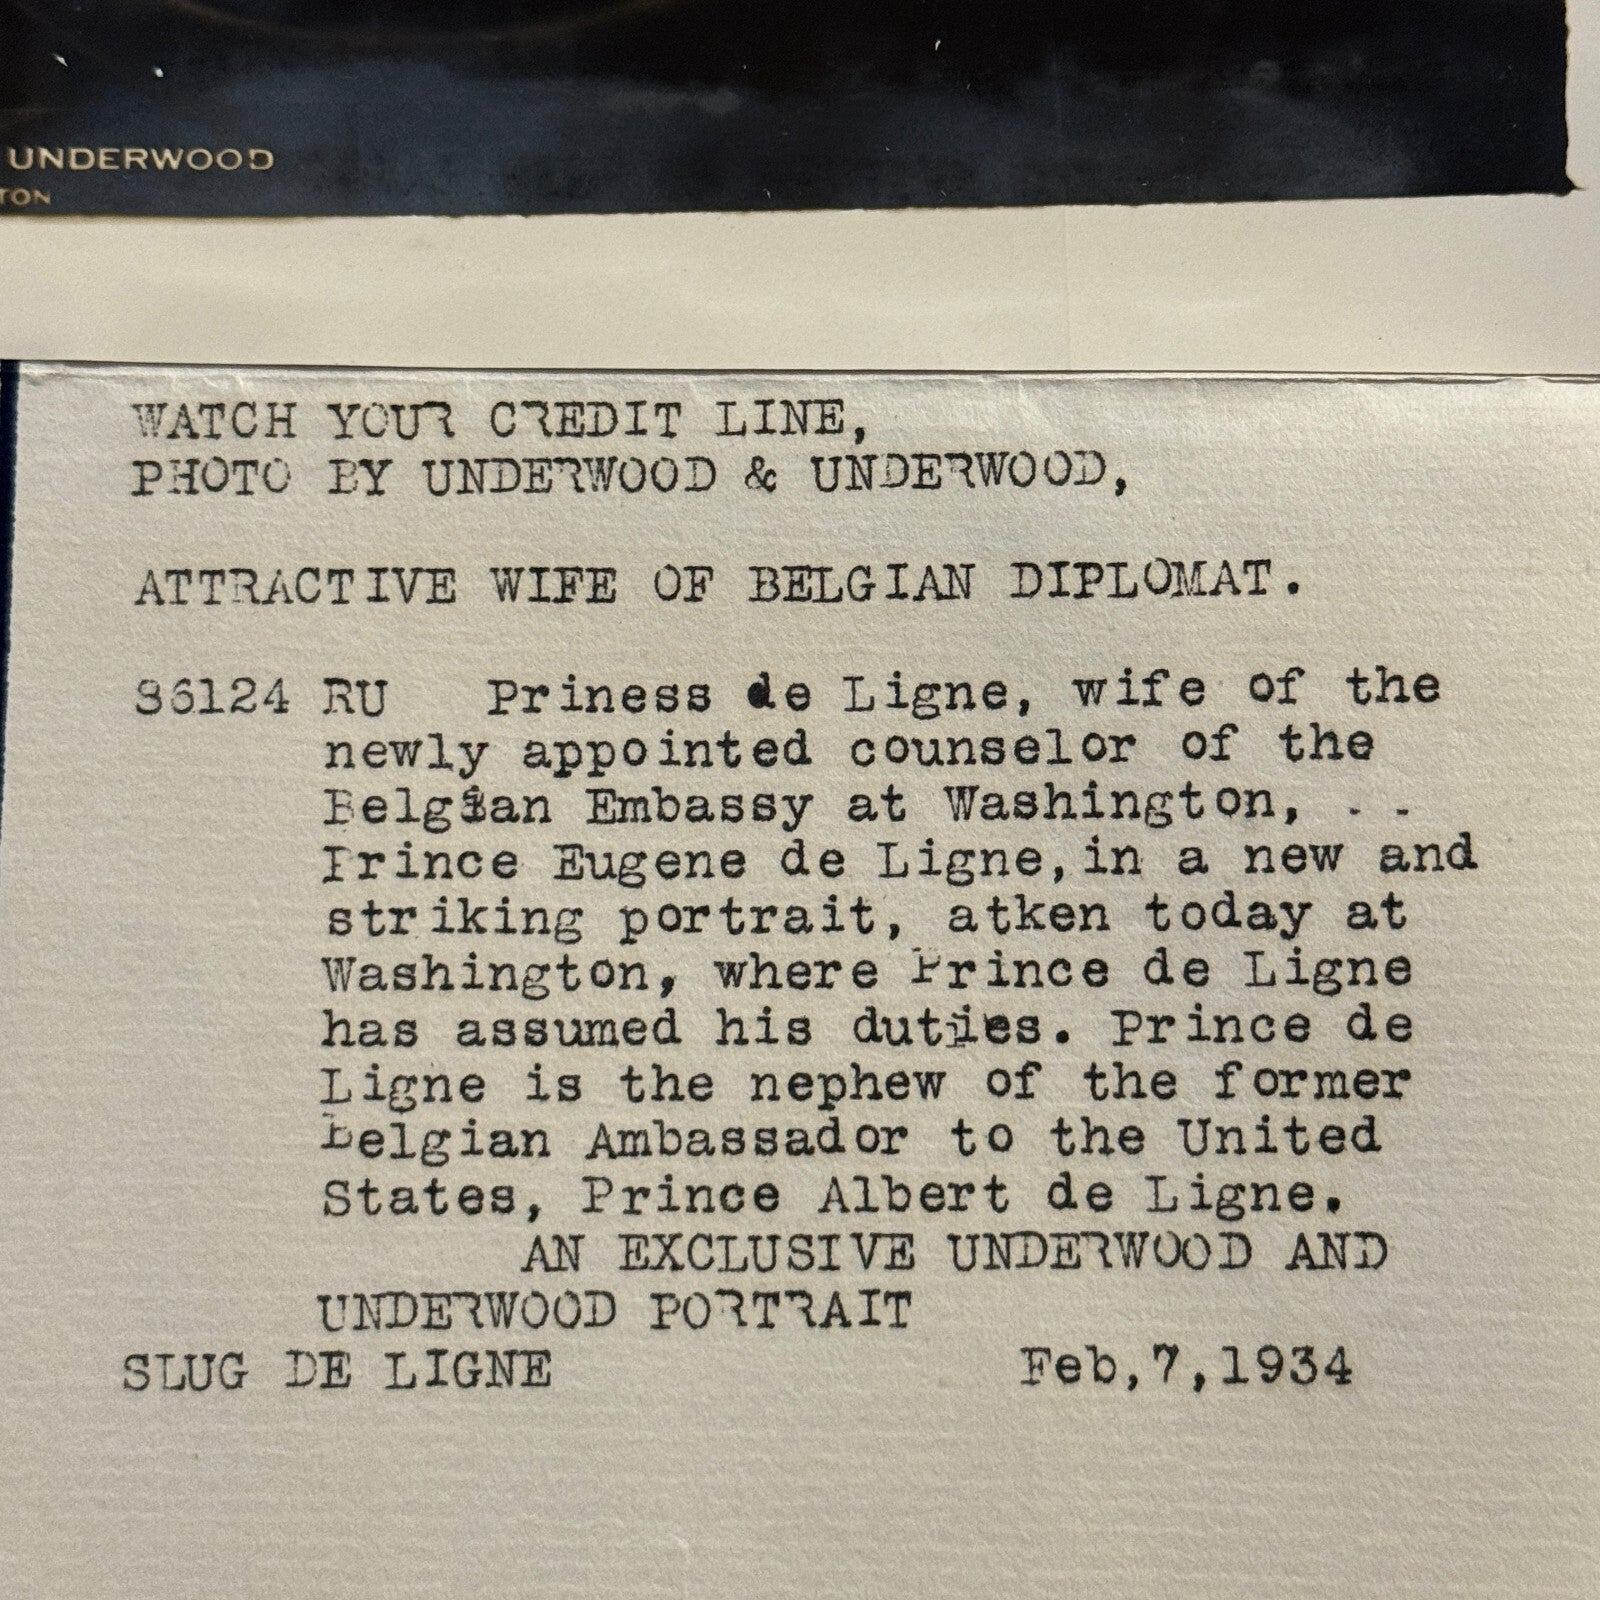 UNDERWOOD
TON
WATCH YOUR CREDIT LINE,
PHOTO BY UNDERWOOD & UNDERWOOD,
ATTRACTIVE WIFE OF BELGIAN DIPLOMAT.
S6124 RU Priness de Ligne, wife of the
newly appointed counselor of the
Belgian Embassy at Washington, - -
Prince Eugene de Ligne, in a new and
striking portrait, atken today at
Washington, where Prince de Ligne
has assumed his duties. Prince de
Ligne is the nephew of the former
Belgian Ambassador to the United
States, Prince Albert de Ligne.
AN EXCLUSIVE UNDERWOOD AND
UNDERWOOD PORTRAIT
SLUG DE LIGNE Feb,7,1934